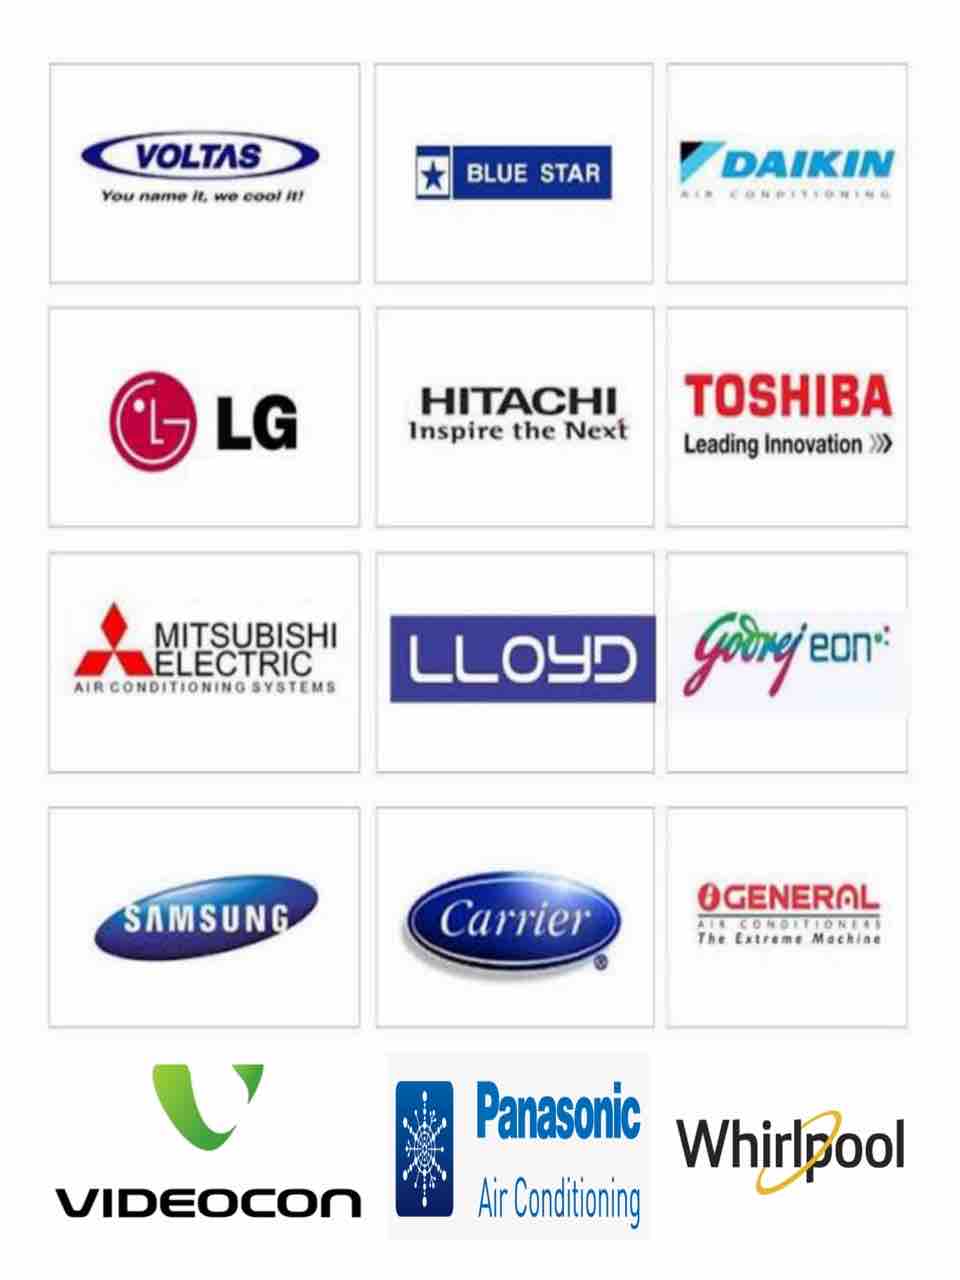 VOLTAS
You name it, we cool it!
BLUE STAR
DAIKIN
AIR CONDITIONING
LG
LG
HITACHI
Inspire the Next
TOSHIBA
Leading Innovation >>>
MITSUBISHI
ELECTRIC
AIR CONDITIONING SYSTEMS
LLOYD
Godrej eon
SAMSUNG
Carrier
®
GENERAL
AIR CONDITIONERS
The Extreme Machine
VIDEOCON
Panasonic
Air Conditioning
Whirlpool